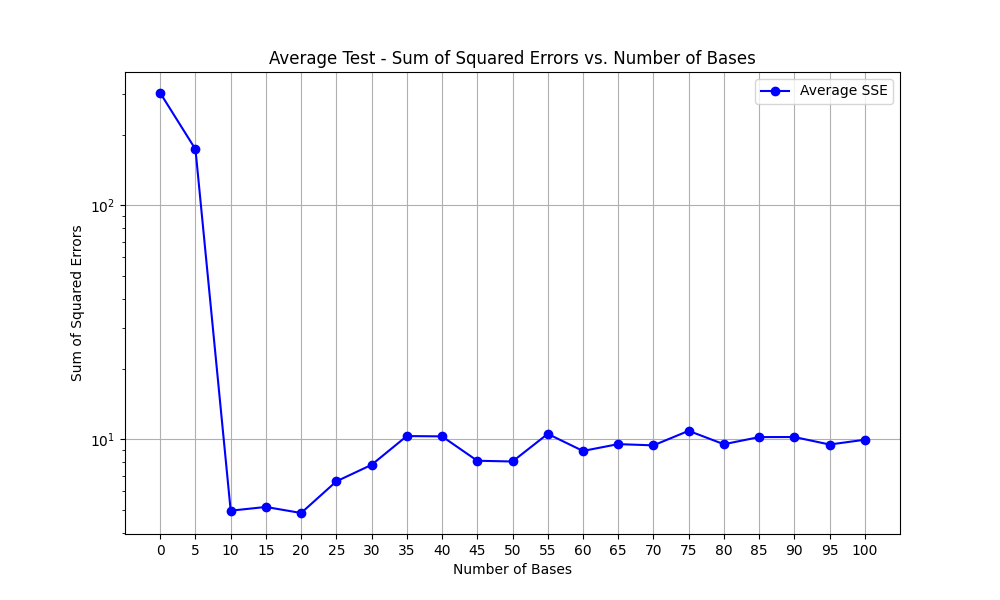 Average Test - Sum of Squared Errors vs. Number of Bases
Average SSE
Sum of Squared Errors
10²
10¹
0 5 10 15 20 25 30 35 40 45 50 55 60 65 70 75 80 85 90 95 100
Number of Bases